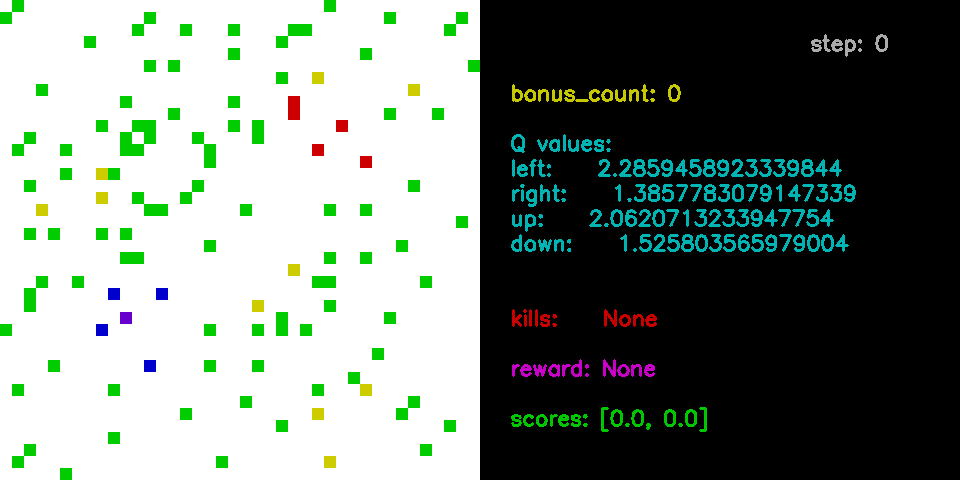 step: 0
bonus_count: 0
Q values:
left: 2.2859458923339844
right: 1.3857783079147339
up: 2.0620713233947754
down: 1.525803565979004
kills: None
reward: None
scores: [0.0, 0.0]